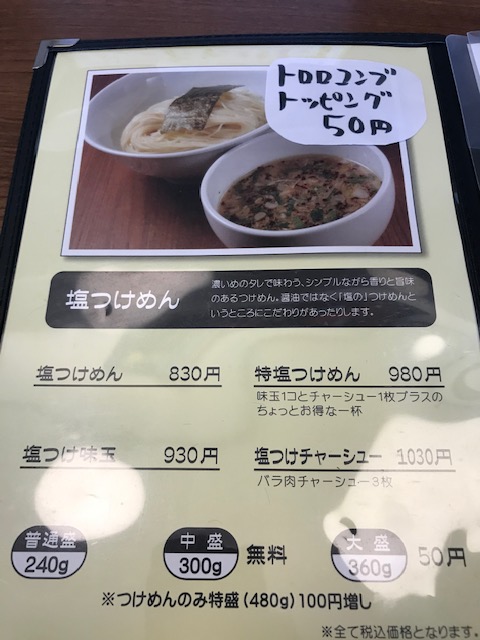 トロロコンブ
トッピング
50円
塩つけめん
濃いめのタレで味わう、シンプルながら香りと旨味
のあるつけめん。醤油ではなく「塩の」つけめんと
いうところにこだわりがあったりします。
塩つけめん 830円
特塩つけめん 980円
味玉1コとチャーシュー1枚プラスの
ちょっとお得な一杯
塩つけ味玉 930円
塩つけチャーシュー 1030円
バラ肉チャーシュー3枚
普通盛 240g
中盛 300g 無料
大盛 360g 50円
※つけめんのみ特盛(480g)100円増し
※全て税込価格となります。